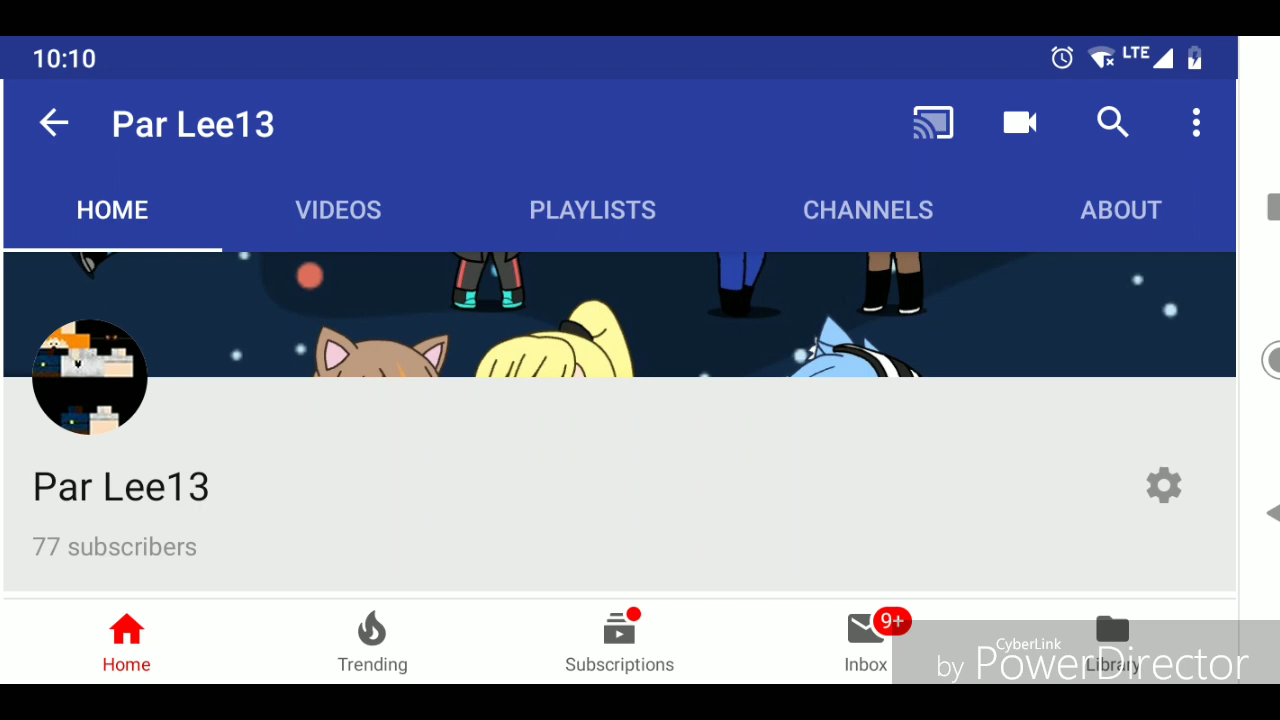 10:10
LTE
Par Lee13
HOME VIDEOS PLAYLISTS CHANNELS ABOUT
Par Lee13
77 subscribers
9+
Home Trending Subscriptions Inbox Library
CyberLink
by PowerDirector